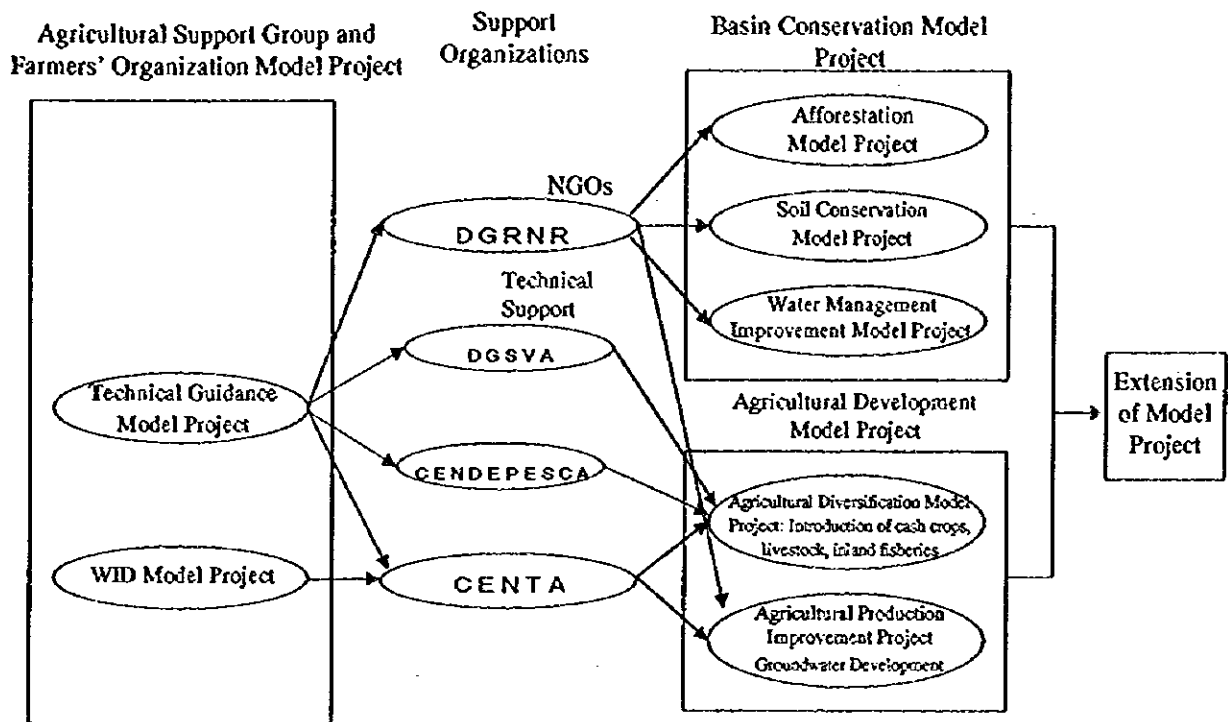 Agricultural Support Group and
Farmers' Organization Model Project
Support
Organizations
Basin Conservation Model
Project
Afforestation
Model Project
NGOs
DGRNR
Soil Conservation
Model Project
Technical
Support
Water Management
Improvement Model Project
DGSVA
Technical Guidance
Model Project
Agricultural Development
Model Project
Extension
of Model
Project
CENDEPESCA
Agricultural Diversification Model
Project: Introduction of cash crops,
livestock, inland fisheries
WID Model Project
CENTA
Agricultural Production
Improvement Project
Groundwater Development